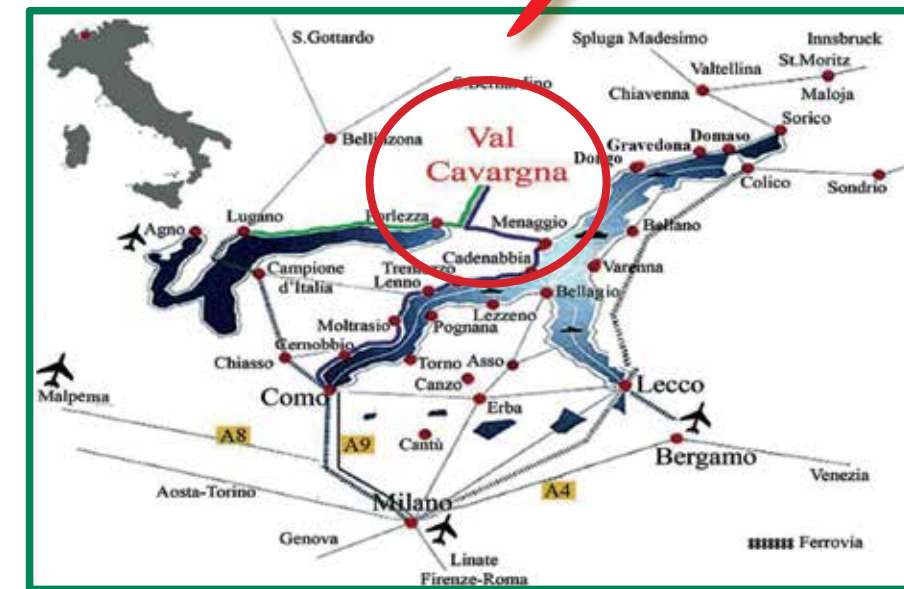 S.Gottardo
Spluga Madesimo
Innsbruck
Valtellina
St.Moritz
S.Bernardino
Chiavenna
Maloja
Sorico
Bellinzona
Val
Cavargna
Domaso
Gravedona
Dongo
Colico
Sondrio
Agno
Lugano
Porlezza
Menaggio
Bellano
Campione
d'Italia
Cadenabbia
Tremezzo
Lenno
Varenna
Bellagio
Lezzeno
Moltrasio
Pognana
Cernobbio
Chiasso
Torno
Asso
Malpensa
Como
Canzo
Lecco
Erba
A8
A9
Cantù
Bergamo
Venezia
Aosta-Torino
A4
Milano
Genova
Linate
Firenze-Roma
Ferrovia